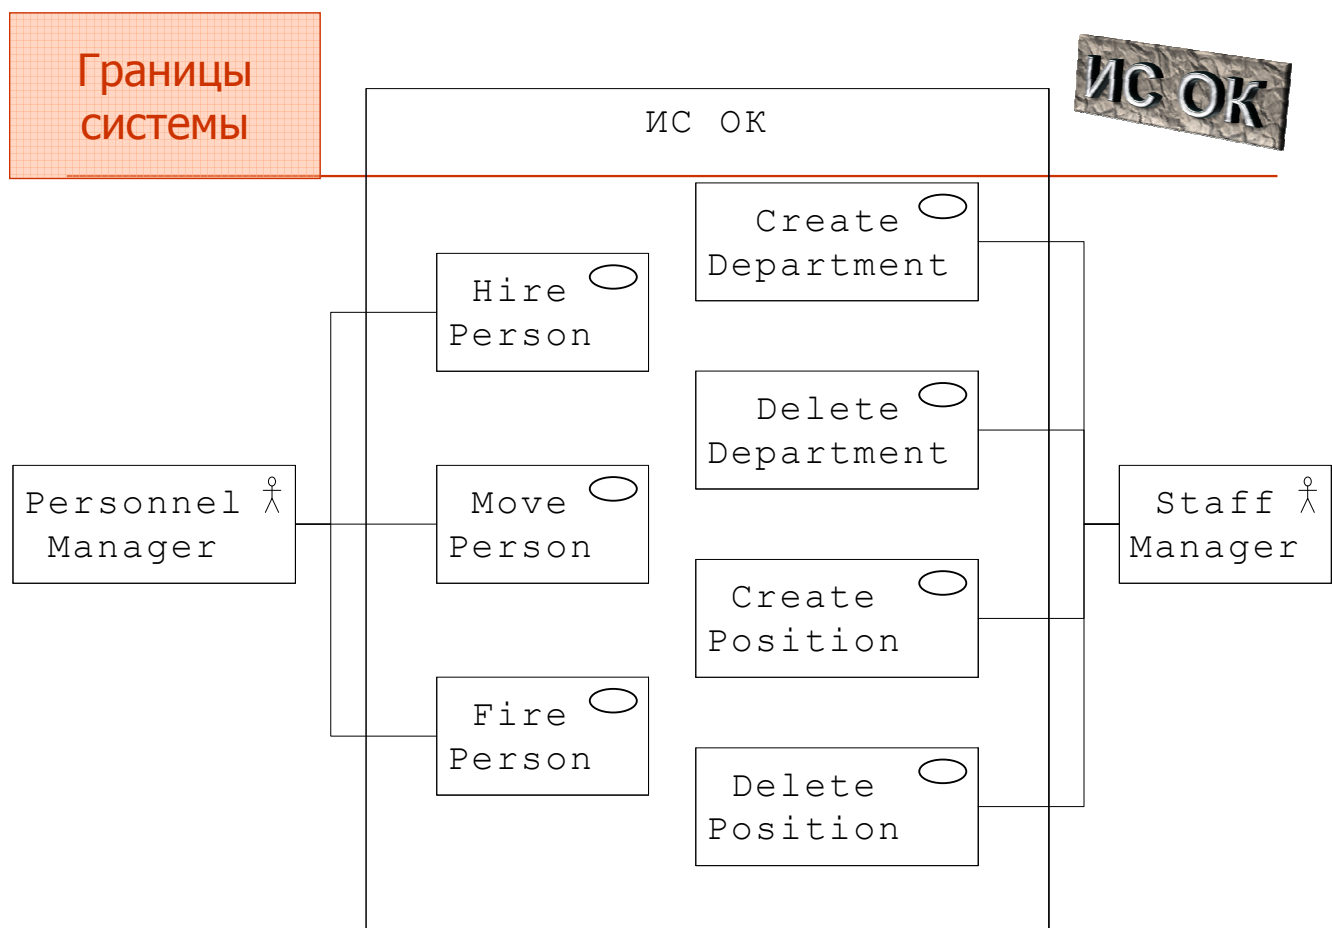 Границы
системы
ИС ОК
ИС ОК
Create
Department
Hire
Person
Delete
Department
Personnel
Manager
Move
Person
Staff
Manager
Create
Position
Fire
Person
Delete
Position